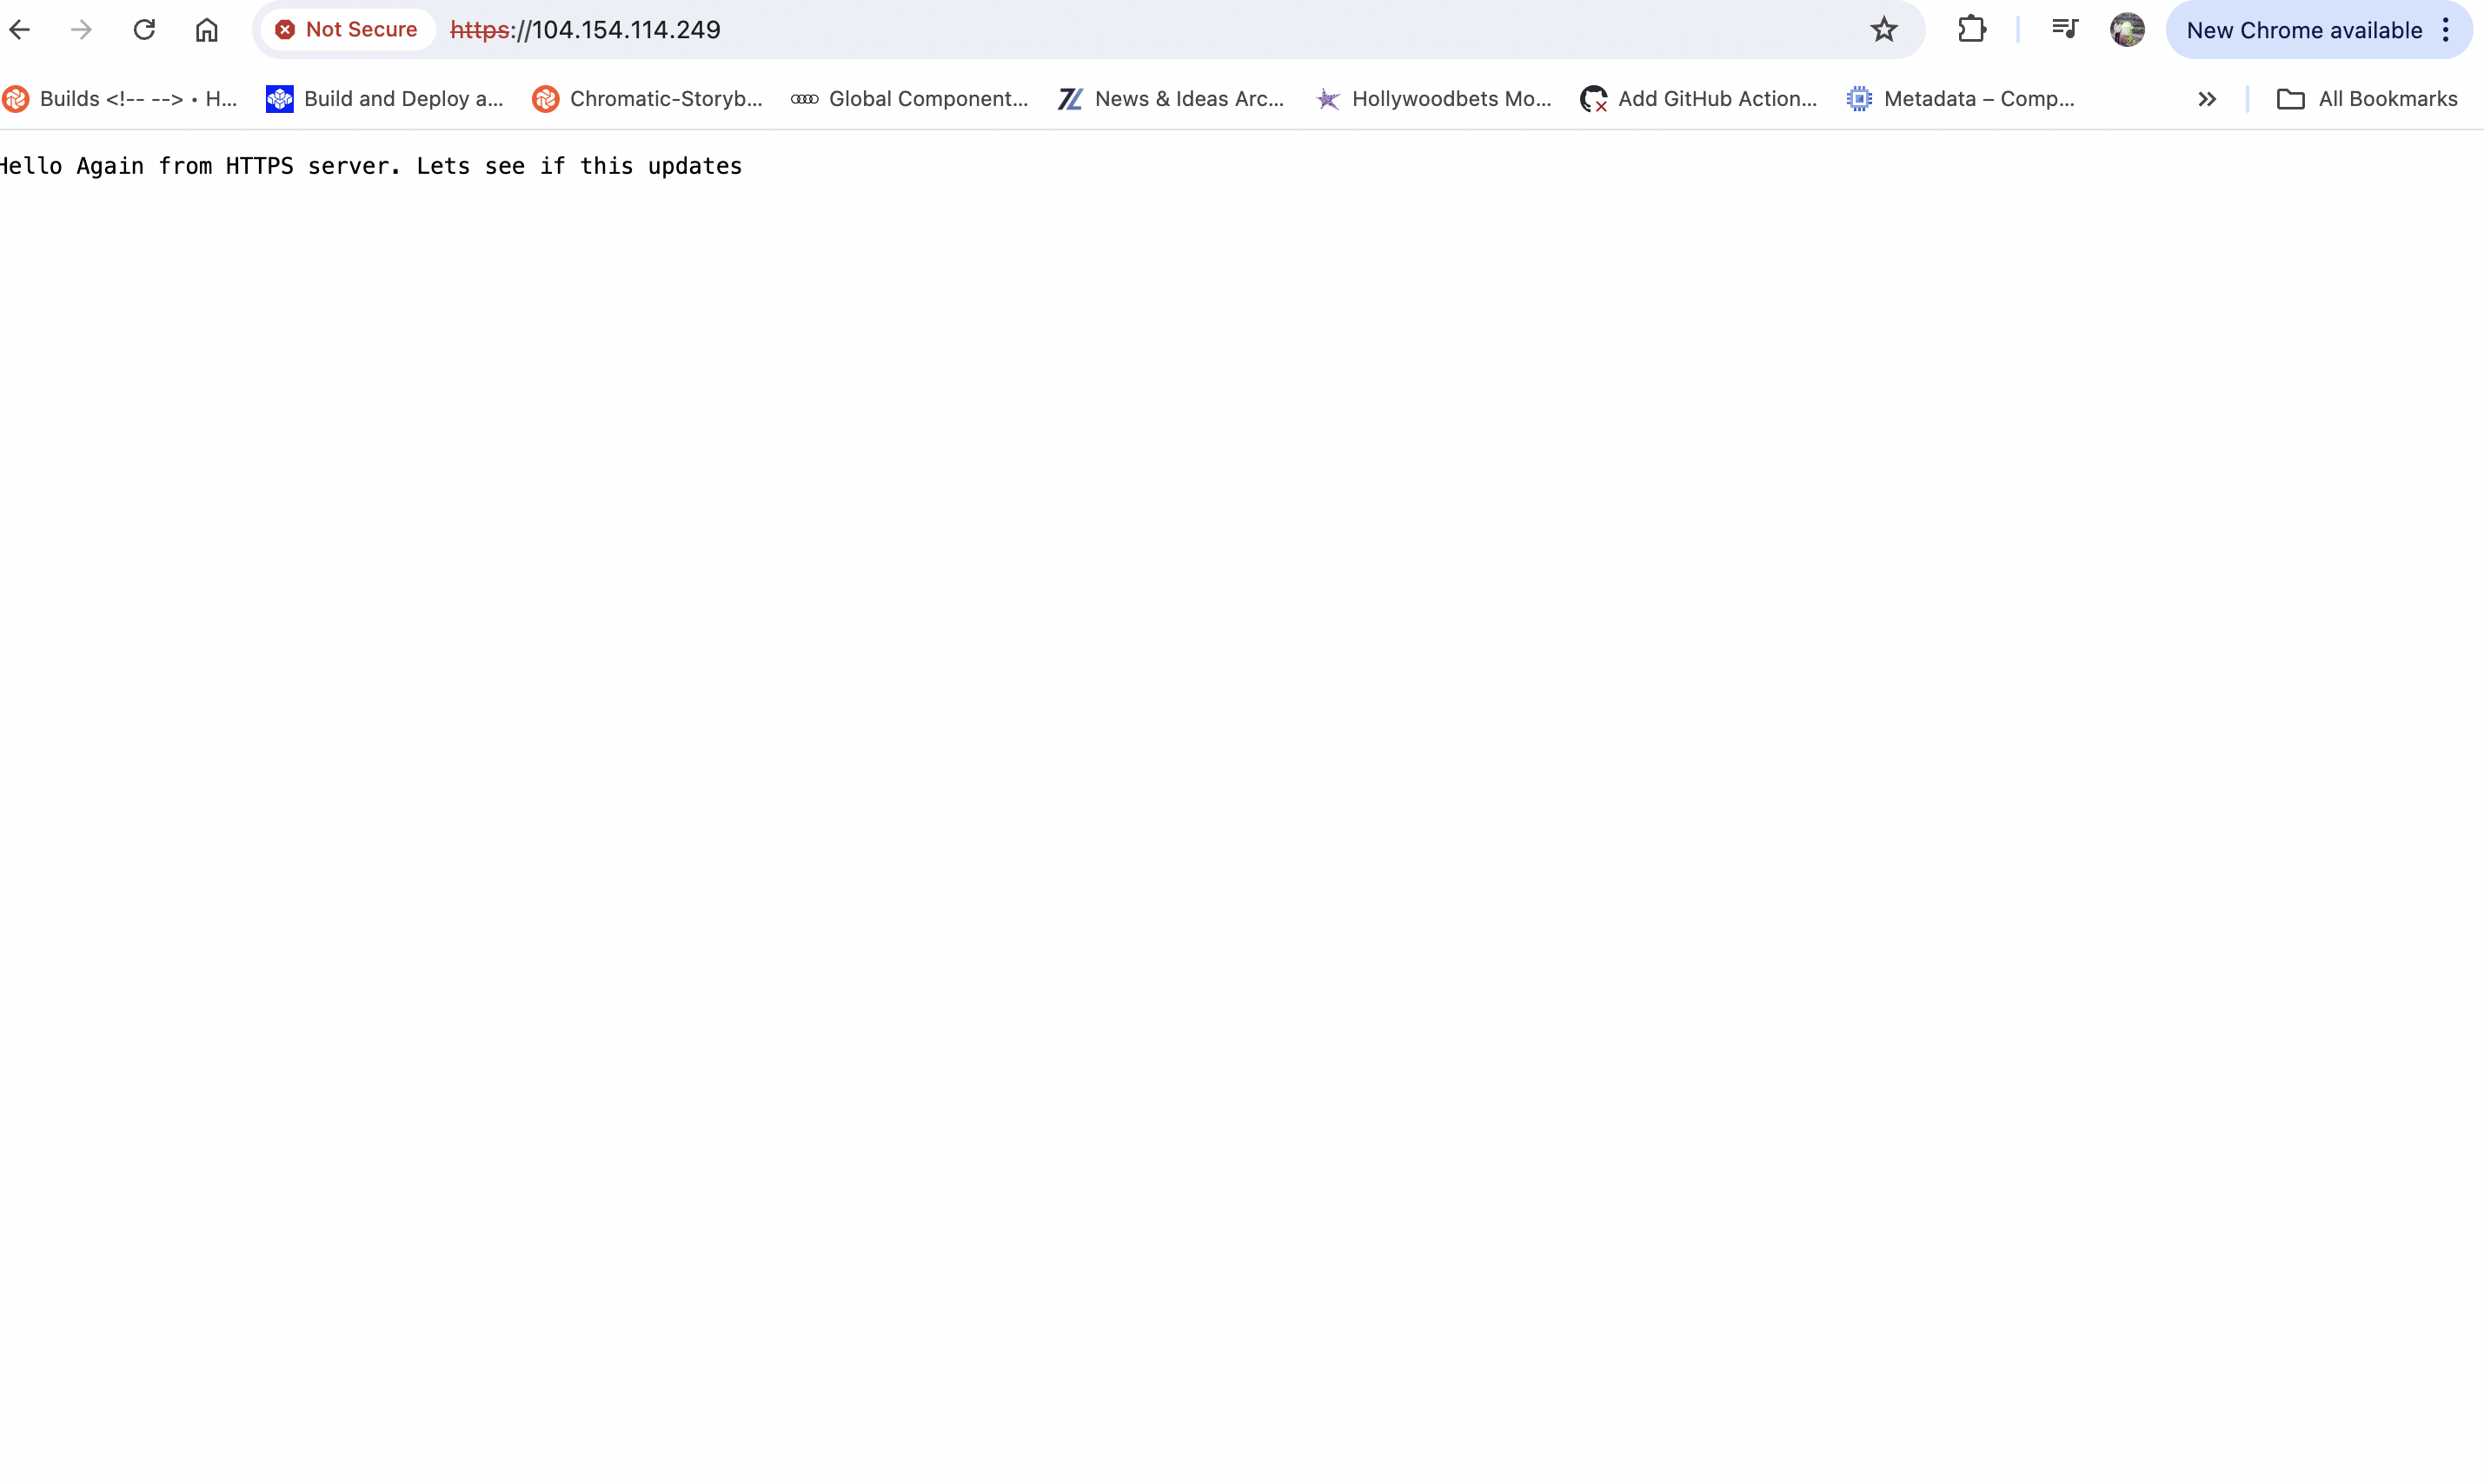 Not Secure https://104.154.114.249 New Chrome available
Builds <!-- --> • H... Build and Deploy a... Chromatic-Storyb... Global Component... News & Ideas Arc... Hollywoodbets Mo... Add GitHub Action... Metadata – Comp... All Bookmarks
Hello Again from HTTPS server. Lets see if this updates